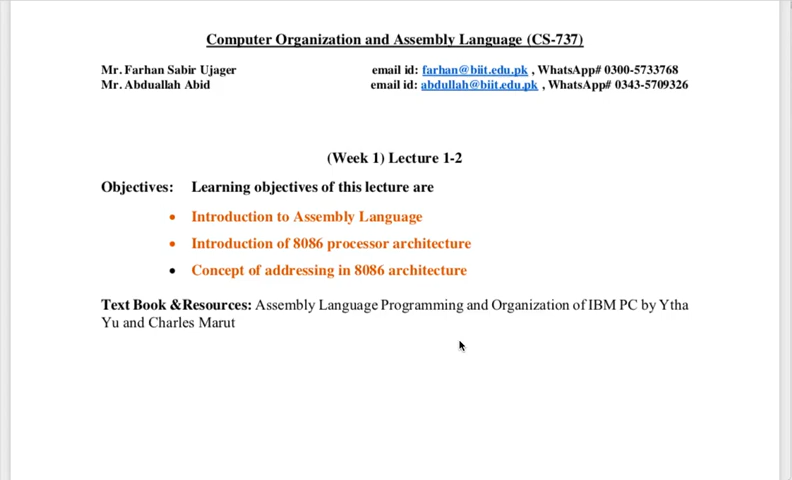 Computer Organization and Assembly Language (CS-737)
Mr. Farhan Sabir Ujager email id: farhan@biit.edu.pk , WhatsApp# 0300-5733768
Mr. Abduallah Abid email id: abdullah@biit.edu.pk , WhatsApp# 0343-5709326
(Week 1) Lecture 1-2
Objectives: Learning objectives of this lecture are
• Introduction to Assembly Language
• Introduction of 8086 processor architecture
• Concept of addressing in 8086 architecture
Text Book &Resources: Assembly Language Programming and Organization of IBM PC by Ytha
Yu and Charles Marut